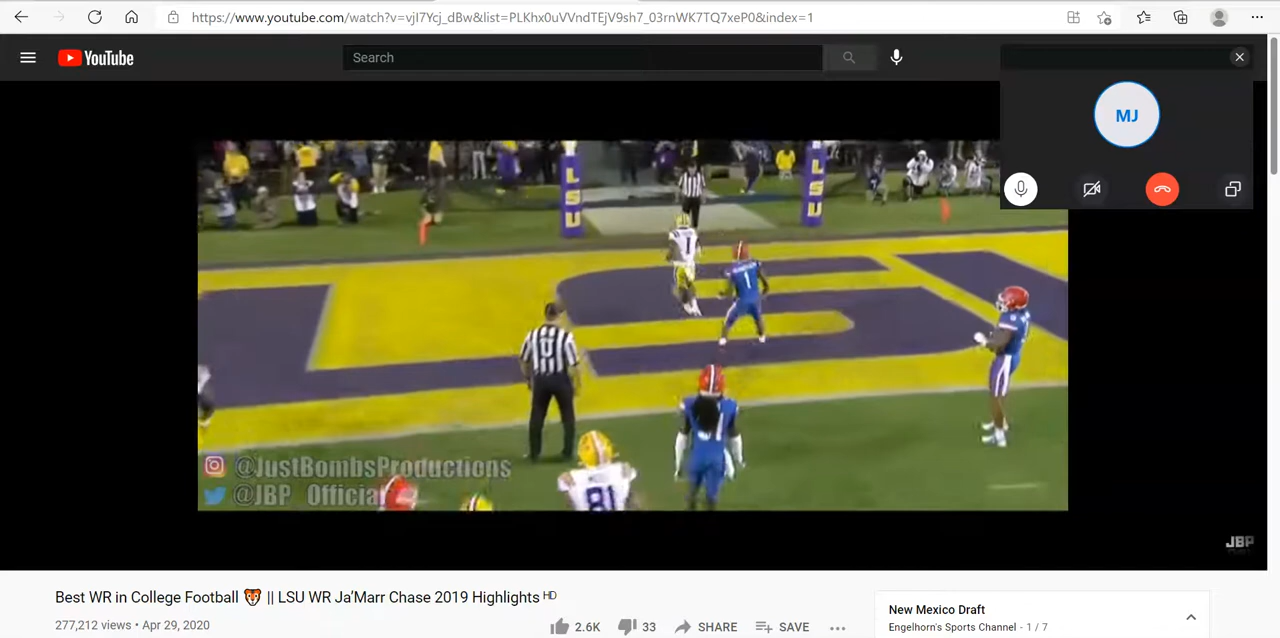 https://www.youtube.com/watch?v=vjI7Ycj_dBw&list=PLKhx0uVVndTEjV9sh7_03rnWK7TQ7xeP0&index=1
YouTube
Search
MJ
LSU
LSU
1
1
U
81
@JustBombsProductions
@JBP_Official
JBP
Best WR in College Football 🐯 || LSU WR Ja'Marr Chase 2019 Highlights HD
277,212 views • Apr 29, 2020
2.6K
33
SHARE
SAVE
New Mexico Draft
Engelhorn's Sports Channel - 1 / 7